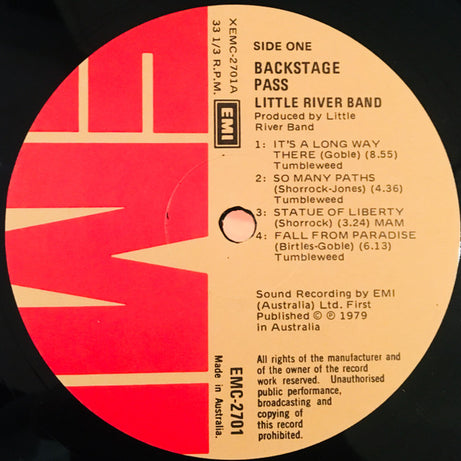 EMI
XEMC-2701A
33 1/3 R.P.M.
EMI
SIDE ONE
BACKSTAGE
PASS
LITTLE RIVER BAND
Produced by Little
River Band
1: IT'S A LONG WAY
THERE (Goble) (8.55)
Tumbleweed
2: SO MANY PATHS
(Shorrock-Jones) (4.36)
Tumbleweed
3: STATUE OF LIBERTY
(Shorrock) (3.24) MAM
4: FALL FROM PARADISE
(Birtles-Goble) (6.13)
Tumbleweed
Sound Recording by EMI
(Australia) Ltd. First
Published © ℗ 1979
in Australia
EMC-2701
Made in Australia.
All rights of the manufacturer and
of the owner of the record
work reserved. Unauthorised
public performance,
broadcasting and
copying of
this record
prohibited.